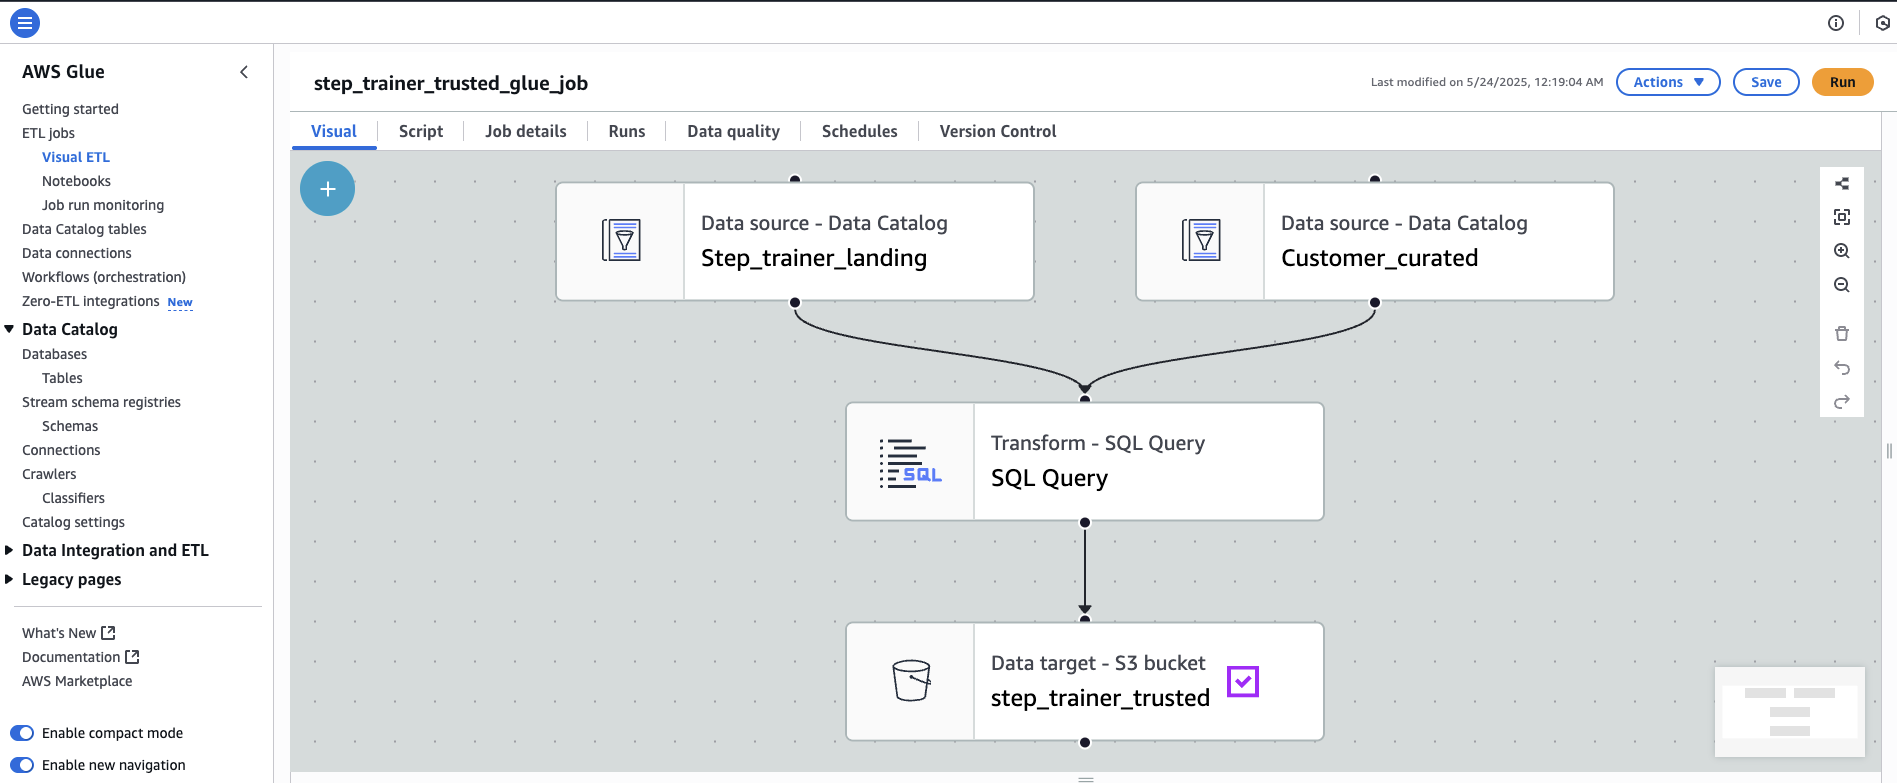 AWS Glue
Getting started
ETL jobs
Visual ETL
Notebooks
Job run monitoring
Data Catalog tables
Data connections
Workflows (orchestration)
Zero-ETL integrations New
Data Catalog
Databases
Tables
Stream schema registries
Schemas
Connections
Crawlers
Classifiers
Catalog settings
Data Integration and ETL
Legacy pages
What's New
Documentation
AWS Marketplace
Enable compact mode
Enable new navigation
step_trainer_trusted_glue_job
Last modified on 5/24/2025, 12:19:04 AM
Actions
Save
Run
Visual
Script
Job details
Runs
Data quality
Schedules
Version Control
Data source - Data Catalog
Step_trainer_landing
Data source - Data Catalog
Customer_curated
SQL
Transform - SQL Query
SQL Query
Data target - S3 bucket
step_trainer_trusted